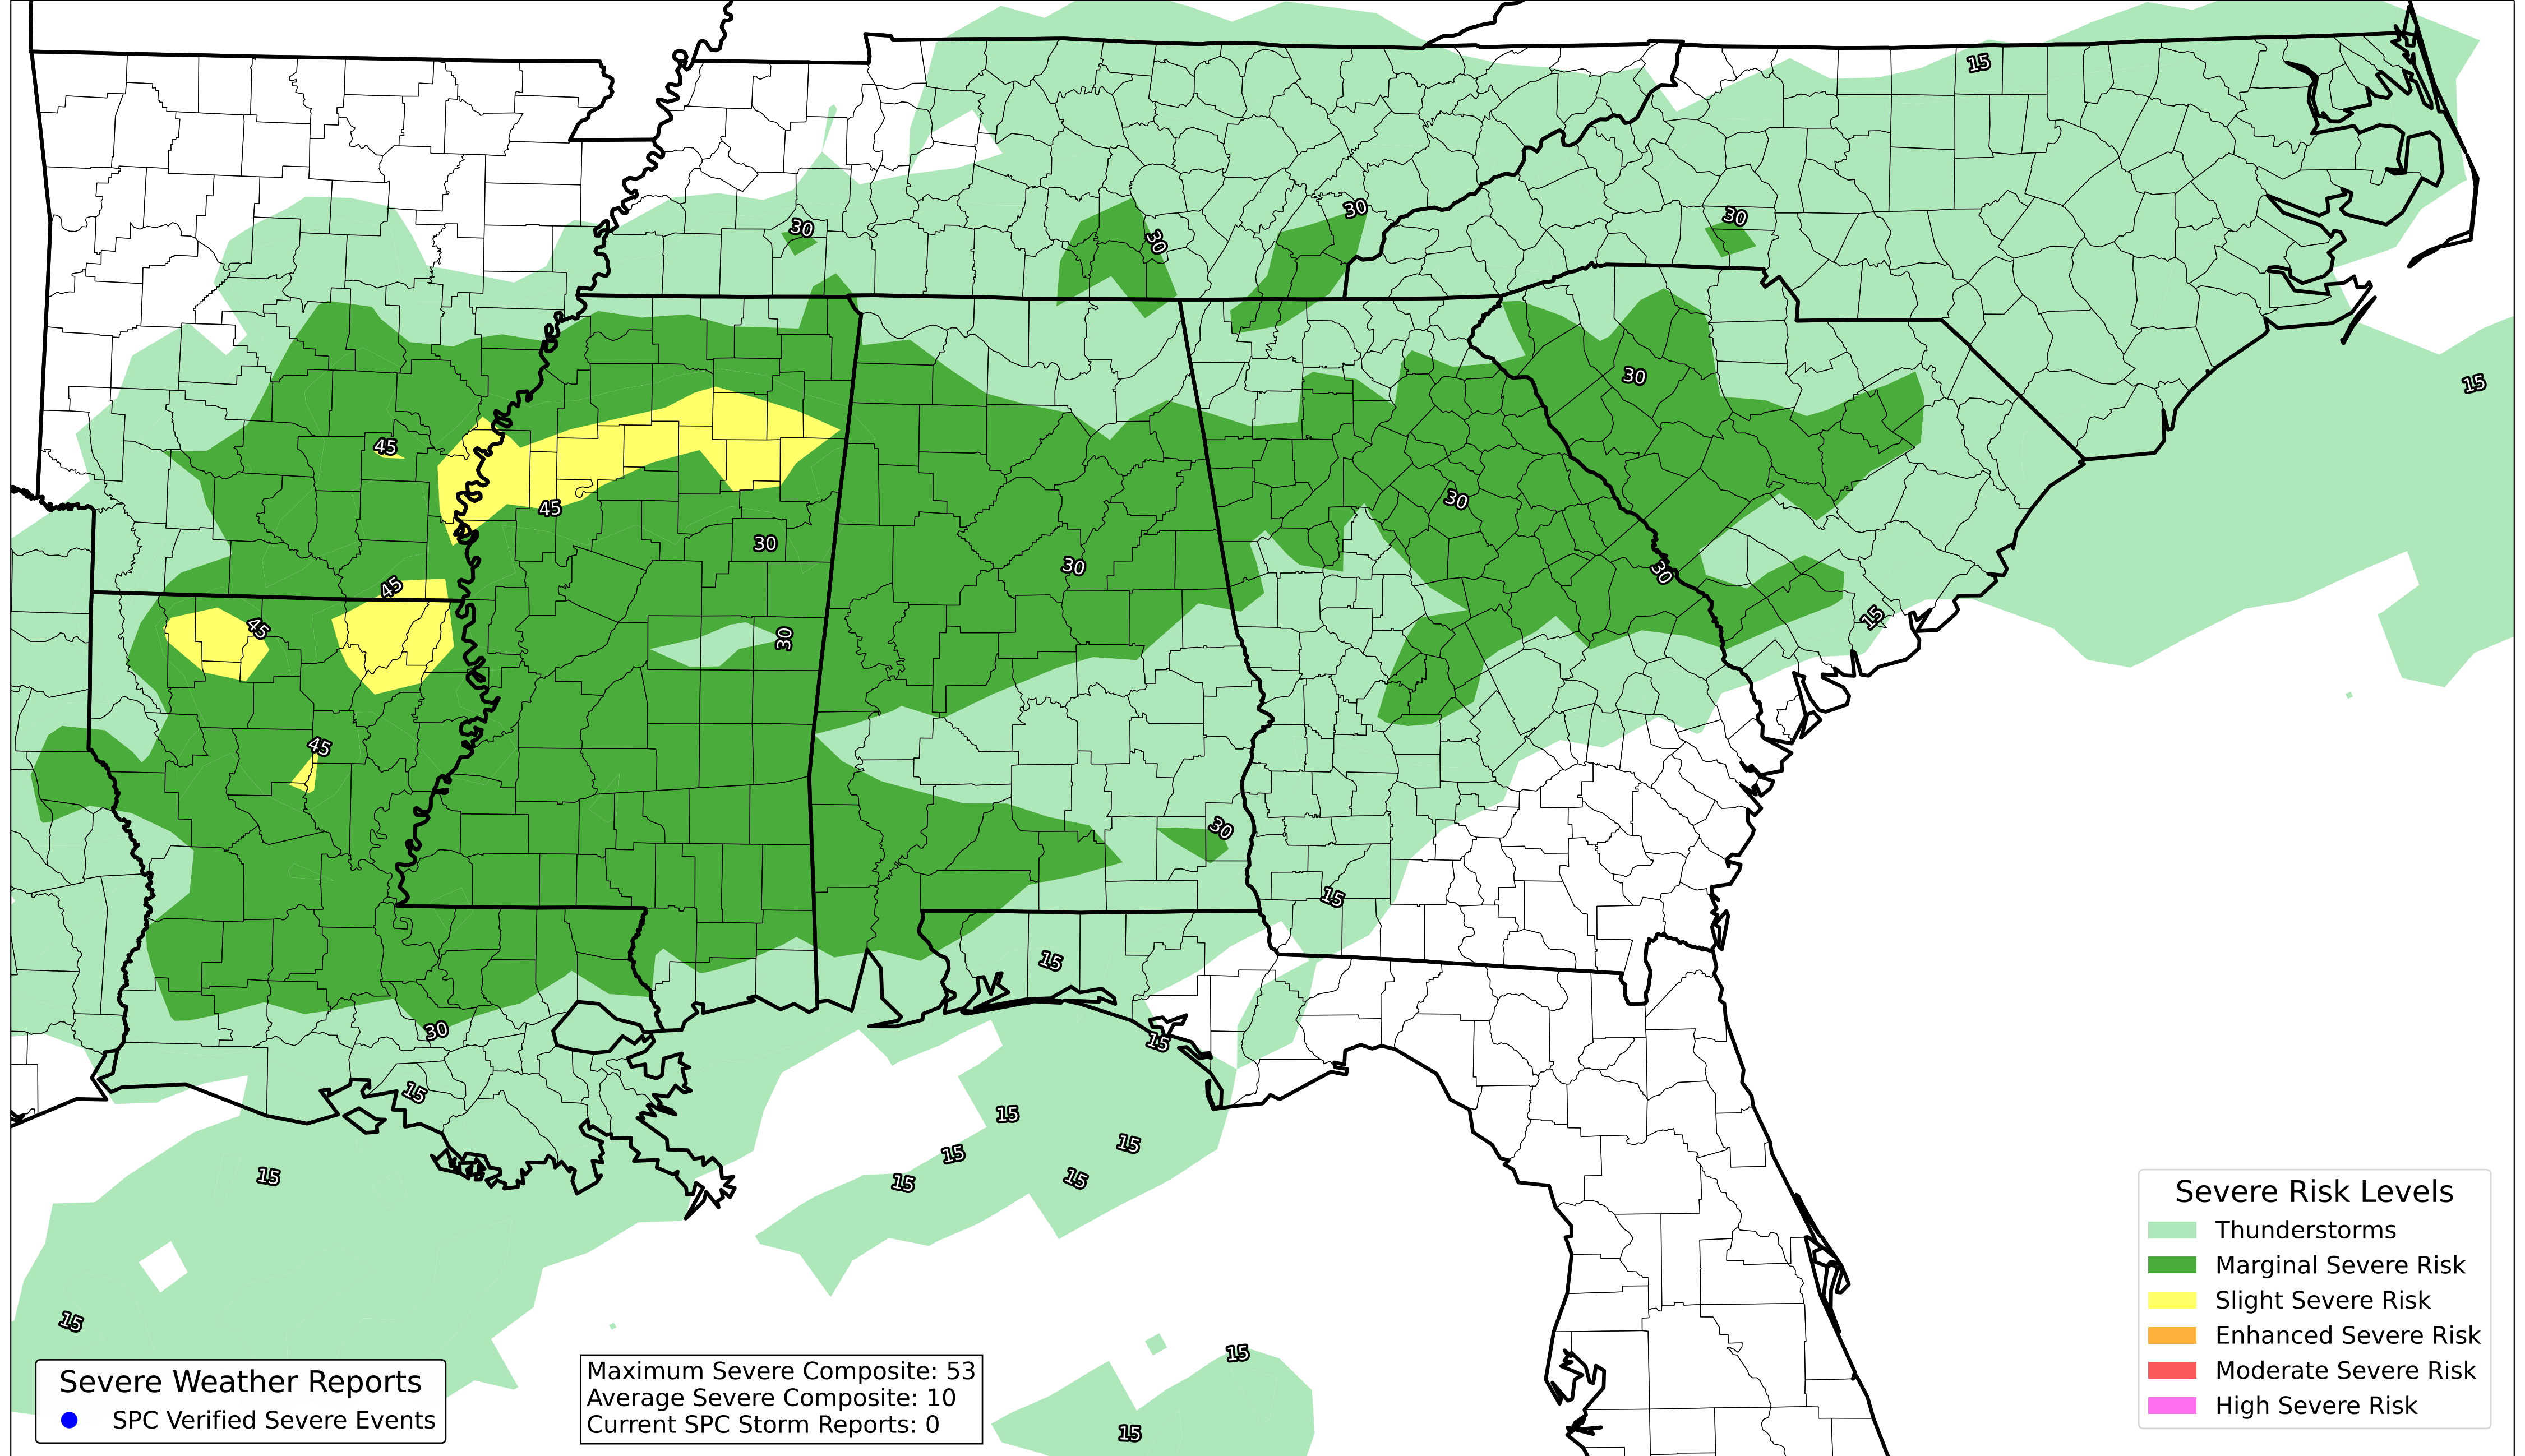 15
30
30
30
30
15
30
45
30
45
30
30
30
45
30
15
45
30
45
30
15
15
30
15
15
15
15
15
15
15
15
15
15
15
Severe Weather Reports
SPC Verified Severe Events
Maximum Severe Composite: 53
Average Severe Composite: 10
Current SPC Storm Reports: 0
Severe Risk Levels
Thunderstorms
Marginal Severe Risk
Slight Severe Risk
Enhanced Severe Risk
Moderate Severe Risk
High Severe Risk